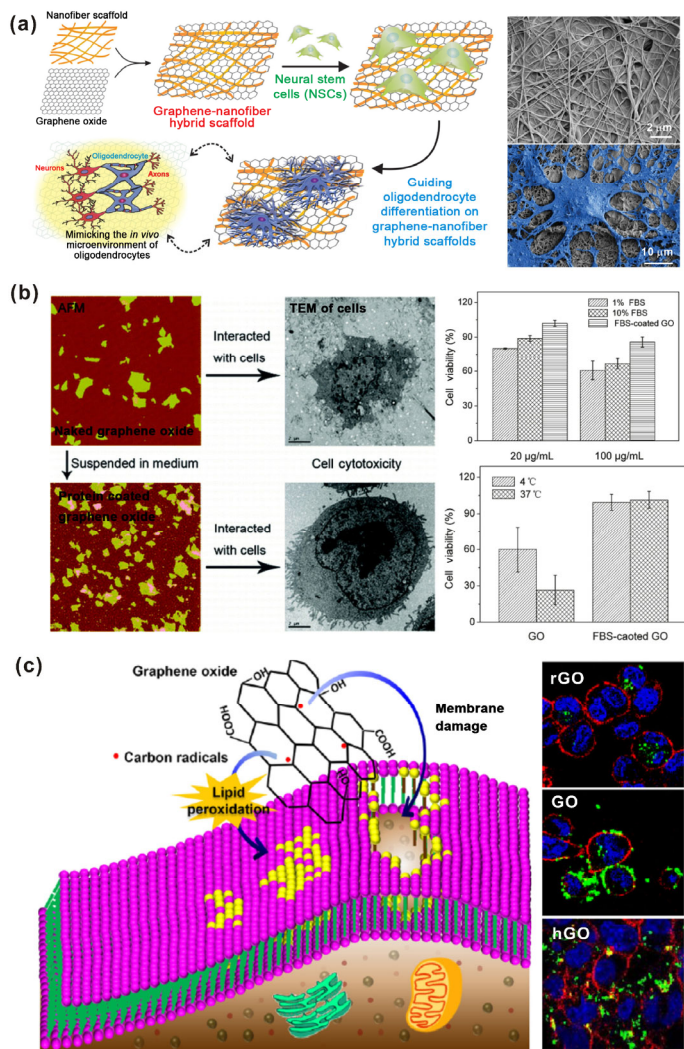 (a)
Nanofiber scaffold
Graphene oxide
Graphene-nanofiber
hybrid scaffold
Neural stem
cells (NSCs)
2 μm
Oligodendrocyte
Neurons
Axons
Mimicking the in vivo
microenvironment of
oligodendrocytes
Guiding
oligodendrocyte
differentiation on
graphene-nanofiber
hybrid scaffolds
10 μm
(b)
AFM
Naked graphene oxide
Interacted
with cells
TEM of cells
Suspended in medium
Cell cytotoxicity
Protein coated
graphene oxide
Interacted
with cells
1% FBS
10% FBS
FBS-coated GO
Cell viability (%)
120
90
60
30
0
20 μg/mL
100 μg/mL
4 ℃
37 ℃
Cell viability (%)
120
90
60
30
0
GO
FBS-caoted GO
(c)
Graphene oxide
OH
OH
COOH
COOH
HO
Carbon radicals
Lipid
peroxidation
Membrane
damage
rGO
GO
hGO